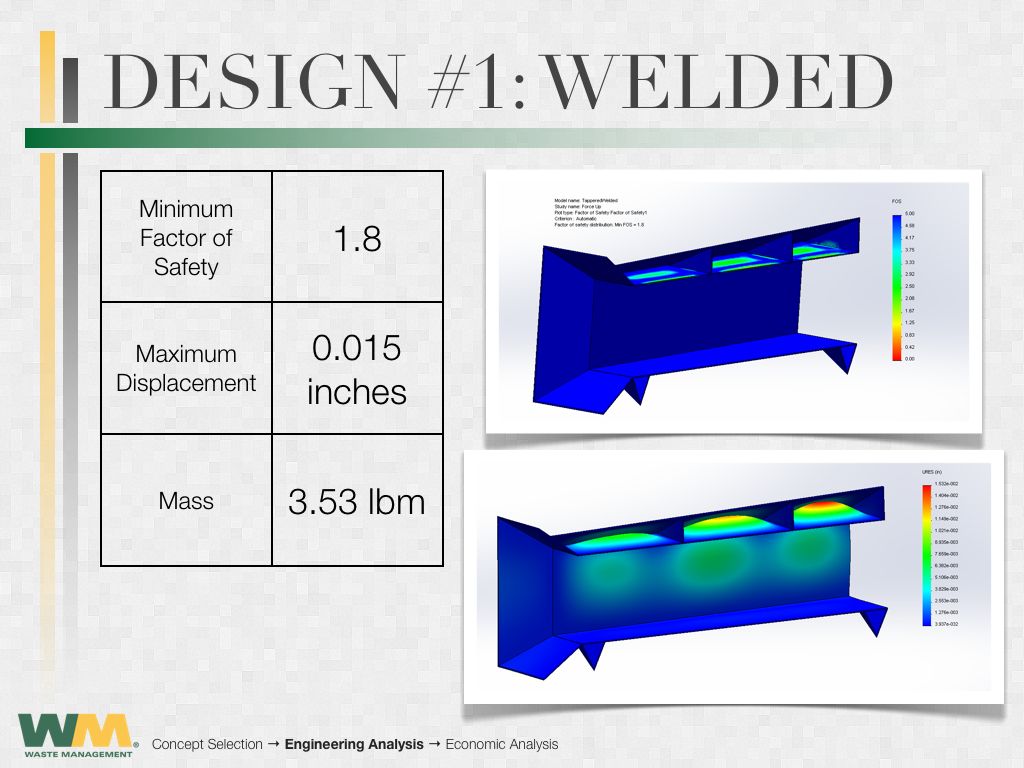 DESIGN #1: WELDED
Minimum
Factor of
Safety
1.8
Maximum
Displacement
0.015
inches
Mass
3.53 lbm
Model name: TapperedWelded
Study name: Force Up
Plot type: Factor of Safety Factor of Safety1
Criterion : Automatic
Factor of safety distribution: Min FOS = 1.8
FOS
5.00
4.58
4.17
3.75
3.33
2.92
2.50
2.08
1.67
1.25
0.83
0.42
0.00
URES (in)
1.532e-002
1.404e-002
1.276e-002
1.149e-002
1.021e-002
8.935e-003
7.659e-003
6.382e-003
5.106e-003
3.829e-003
2.553e-003
1.276e-003
3.937e-032
WM
WASTE MANAGEMENT
Concept Selection → Engineering Analysis → Economic Analysis